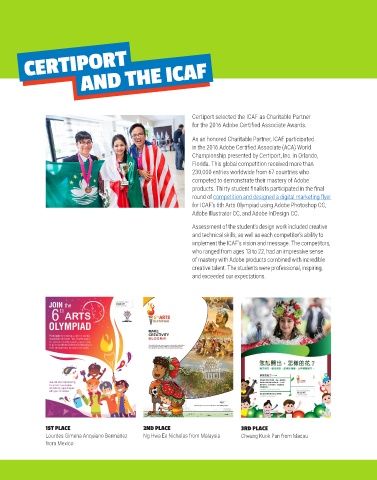 CERTIPORT
AND THE ICAF
Certiport selected the ICAF as Charitable Partner
for the 2016 Adobe Certified Associate Awards.
As an honored Charitable Partner, ICAF participated
in the 2016 Adobe Certified Associate (ACA) World
Championship presented by Certiport, Inc. in Orlando,
Florida. This global competition received more than
230,000 entries worldwide from 67 countries who
competed to demonstrate their mastery of Adobe
products. Thirty student finalists participated in the final
round of competition and designed a digital marketing flyer
for ICAF's 6th Arts Olympiad using Adobe Photoshop CC,
Adobe Illustrator CC, and Adobe InDesign CC.
Assessment of the student's design work included creative
and technical skills, as well as each competitor's ability to
implement the ICAF's vision and message. The competitors,
who ranged from ages 13 to 22, had an impressive sense
of mastery with Adobe products combined with incredible
creative talent. The students were professional, inspiring,
and exceeded our expectations.
JOIN the
6th ARTS
OLYMPIAD
6th ARTS
OLYMPIAD
CREATIVITY
BLOOMS
1ST PLACE
2ND PLACE
3RD PLACE
Lourdes Gimena Anquiano Bermanez
from Mexico
Ng Hwa Ex Nicholas from Malaysia
Cheang Kuok Pan from Macau